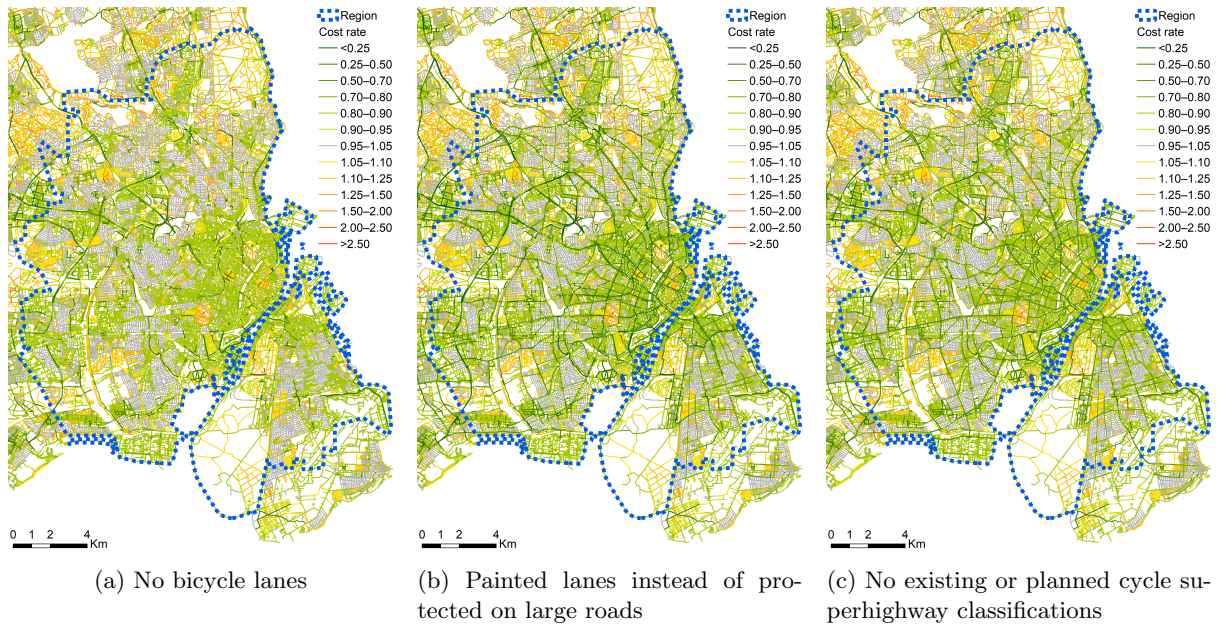 Region
Cost rate
<0.25
0.25–0.50
0.50–0.70
0.70–0.80
0.80–0.90
0.90–0.95
0.95–1.05
1.05–1.10
1.10–1.25
1.25–1.50
1.50–2.00
2.00–2.50
>2.50
0 1 2 4
Km
(a) No bicycle lanes
Region
Cost rate
<0.25
0.25–0.50
0.50–0.70
0.70–0.80
0.80–0.90
0.90–0.95
0.95–1.05
1.05–1.10
1.10–1.25
1.25–1.50
1.50–2.00
2.00–2.50
>2.50
0 1 2 4
Km
(b) Painted lanes instead of pro-
tected on large roads
Region
Cost rate
<0.25
0.25–0.50
0.50–0.70
0.70–0.80
0.80–0.90
0.90–0.95
0.95–1.05
1.05–1.10
1.10–1.25
1.25–1.50
1.50–2.00
2.00–2.50
>2.50
0 1 2 4
Km
(c) No existing or planned cycle su-
perhighway classifications